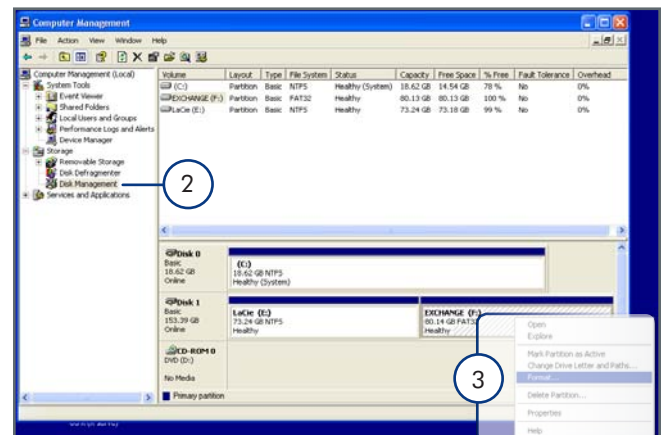 Computer Management
File Action View Window Help
Computer Management (Local)
System Tools
Event Viewer
Shared Folders
Local Users and Groups
Performance Logs and Alerts
Device Manager
Storage
Removable Storage
Disk Defragmenter
Disk Management
Services and Applications
2
Volume Layout Type File System Status Capacity Free Space % Free Fault Tolerance Overhead
(C:) Partition Basic NTFS Healthy (System) 18.62 GB 14.54 GB 78 % No 0%
EXCHANGE (F:) Partition Basic FAT32 Healthy 80.13 GB 80.13 GB 100 % No 0%
LaCie (E:) Partition Basic NTFS Healthy 73.24 GB 73.18 GB 99 % No 0%
Disk 0
Basic
18.62 GB
Online
(C:)
18.62 GB NTFS
Healthy (System)
Disk 1
Basic
153.39 GB
Online
LaCie (E:)
73.24 GB NTFS
Healthy
EXCHANGE (F:)
80.14 GB FAT32
Healthy
CD-ROM 0
DVD (D:)
No Media
Primary partition
3
Open
Explore
Mark Partition as Active
Change Drive Letter and Paths...
Format...
Delete Partition...
Properties
Help